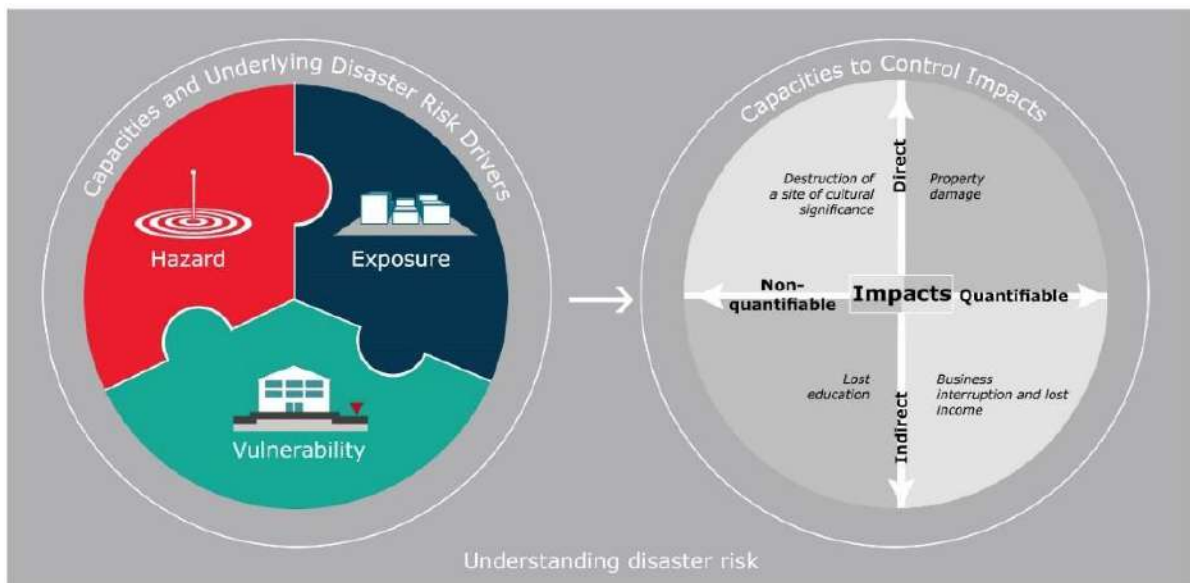 Capacities and Underlying Disaster Risk Drivers
Hazard
Exposure
Vulnerability
Capacities to Control Impacts
Direct
Destruction of
a site of cultural
significance
Property
damage
Non-
quantifiable
Impacts
Quantifiable
Lost
education
Business
interruption and lost
income
Indirect
Understanding disaster risk